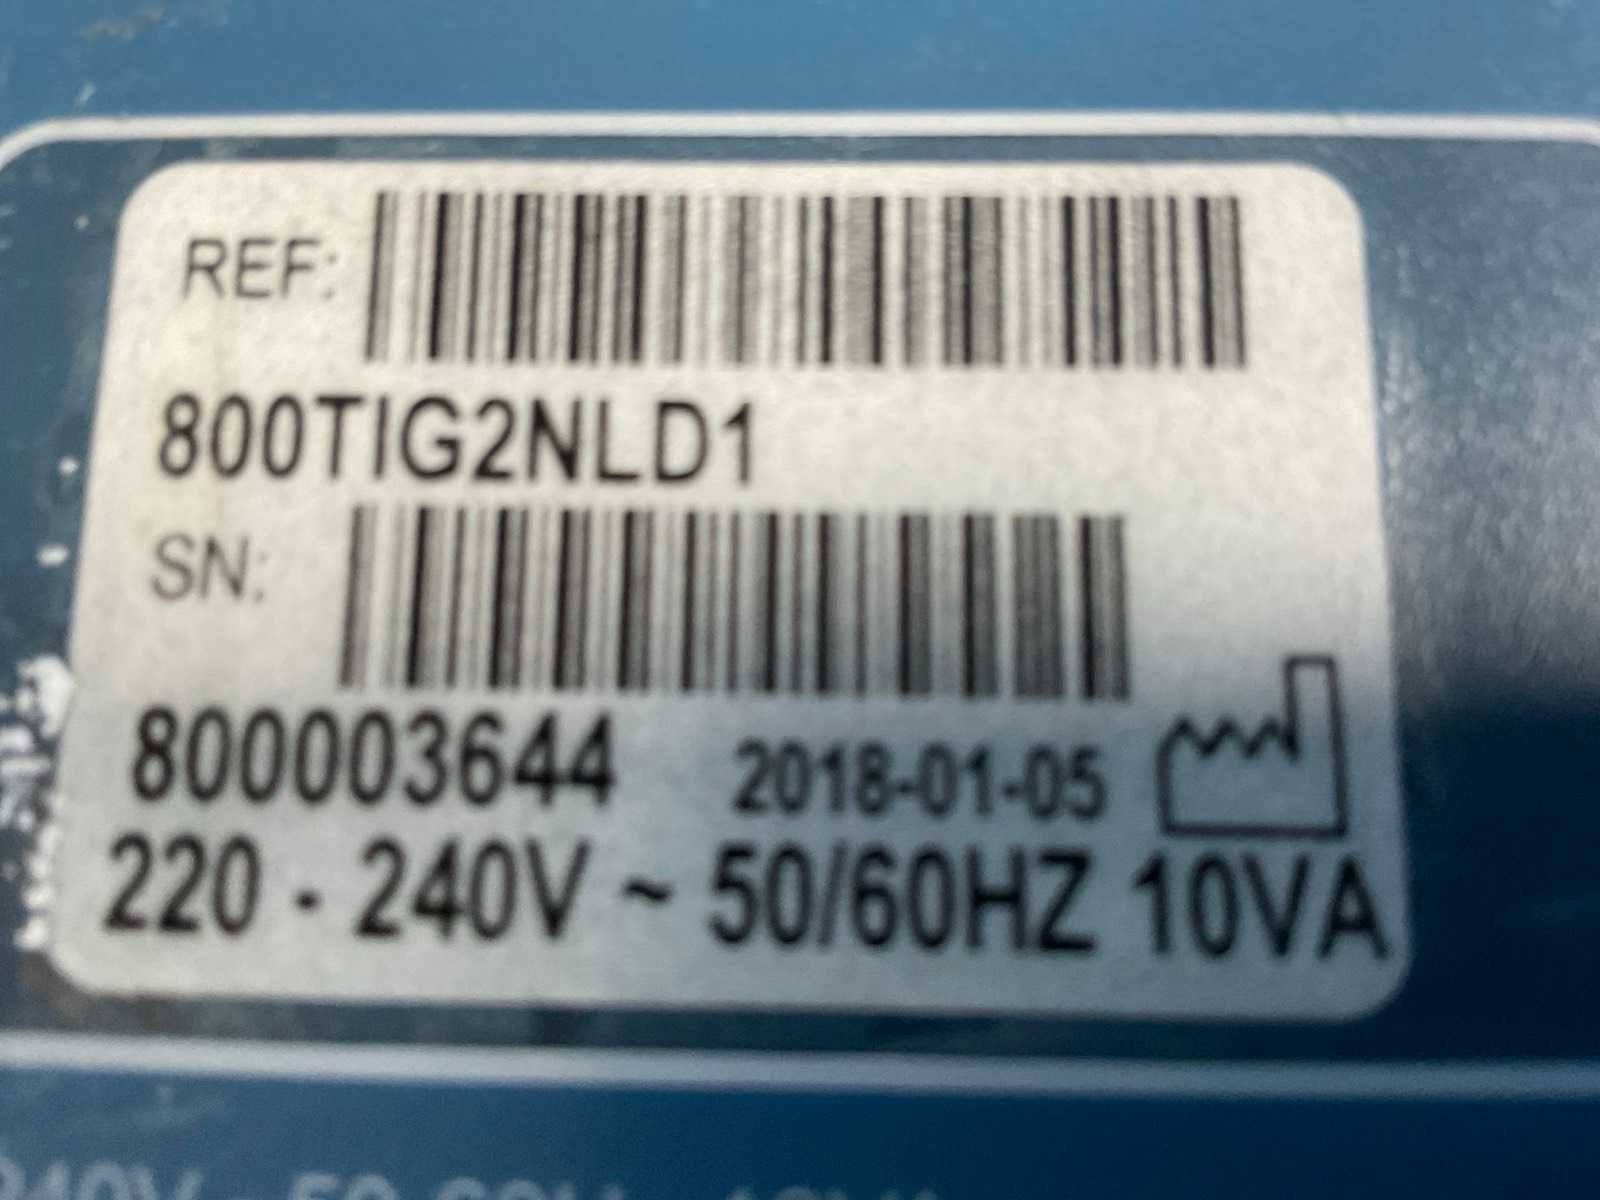 REF:
800TIG2NLD1
SN:
800003644 2018-01-05
220 - 240V ~ 50/60HZ 10VA